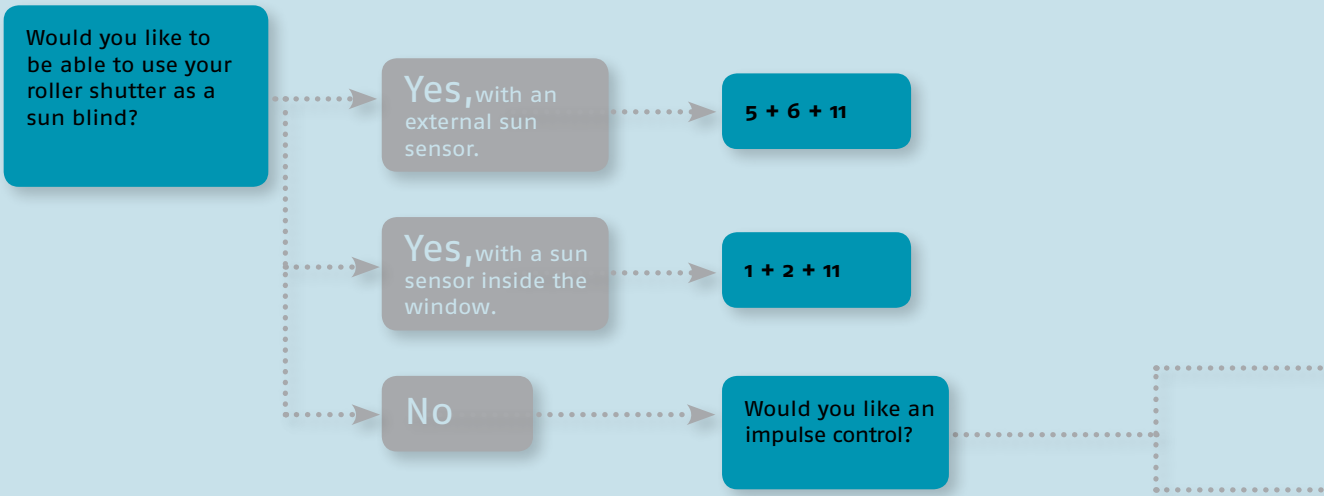 Would you like to
be able to use your
roller shutter as a
sun blind?
Yes, with an
external sun
sensor.
5 + 6 + 11
Yes, with a sun
sensor inside the
window.
1 + 2 + 11
No
Would you like an
impulse control?